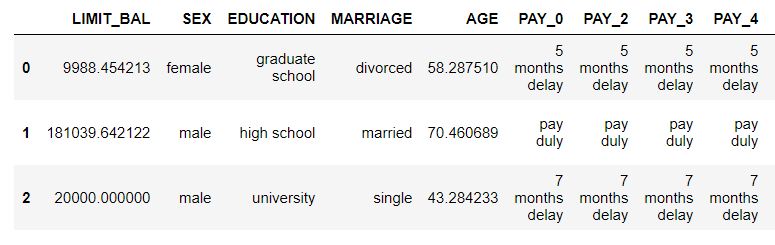 LIMIT_BAL SEX EDUCATION MARRIAGE AGE PAY_0 PAY_2 PAY_3 PAY_4
0 9988.454213 female graduate school divorced 58.287510 5 months delay 5 months delay 5 months delay 5 months delay
1 181039.642122 male high school married 70.460689 pay duly pay duly pay duly pay duly
2 20000.000000 male university single 43.284233 7 months delay 7 months delay 7 months delay 7 months delay